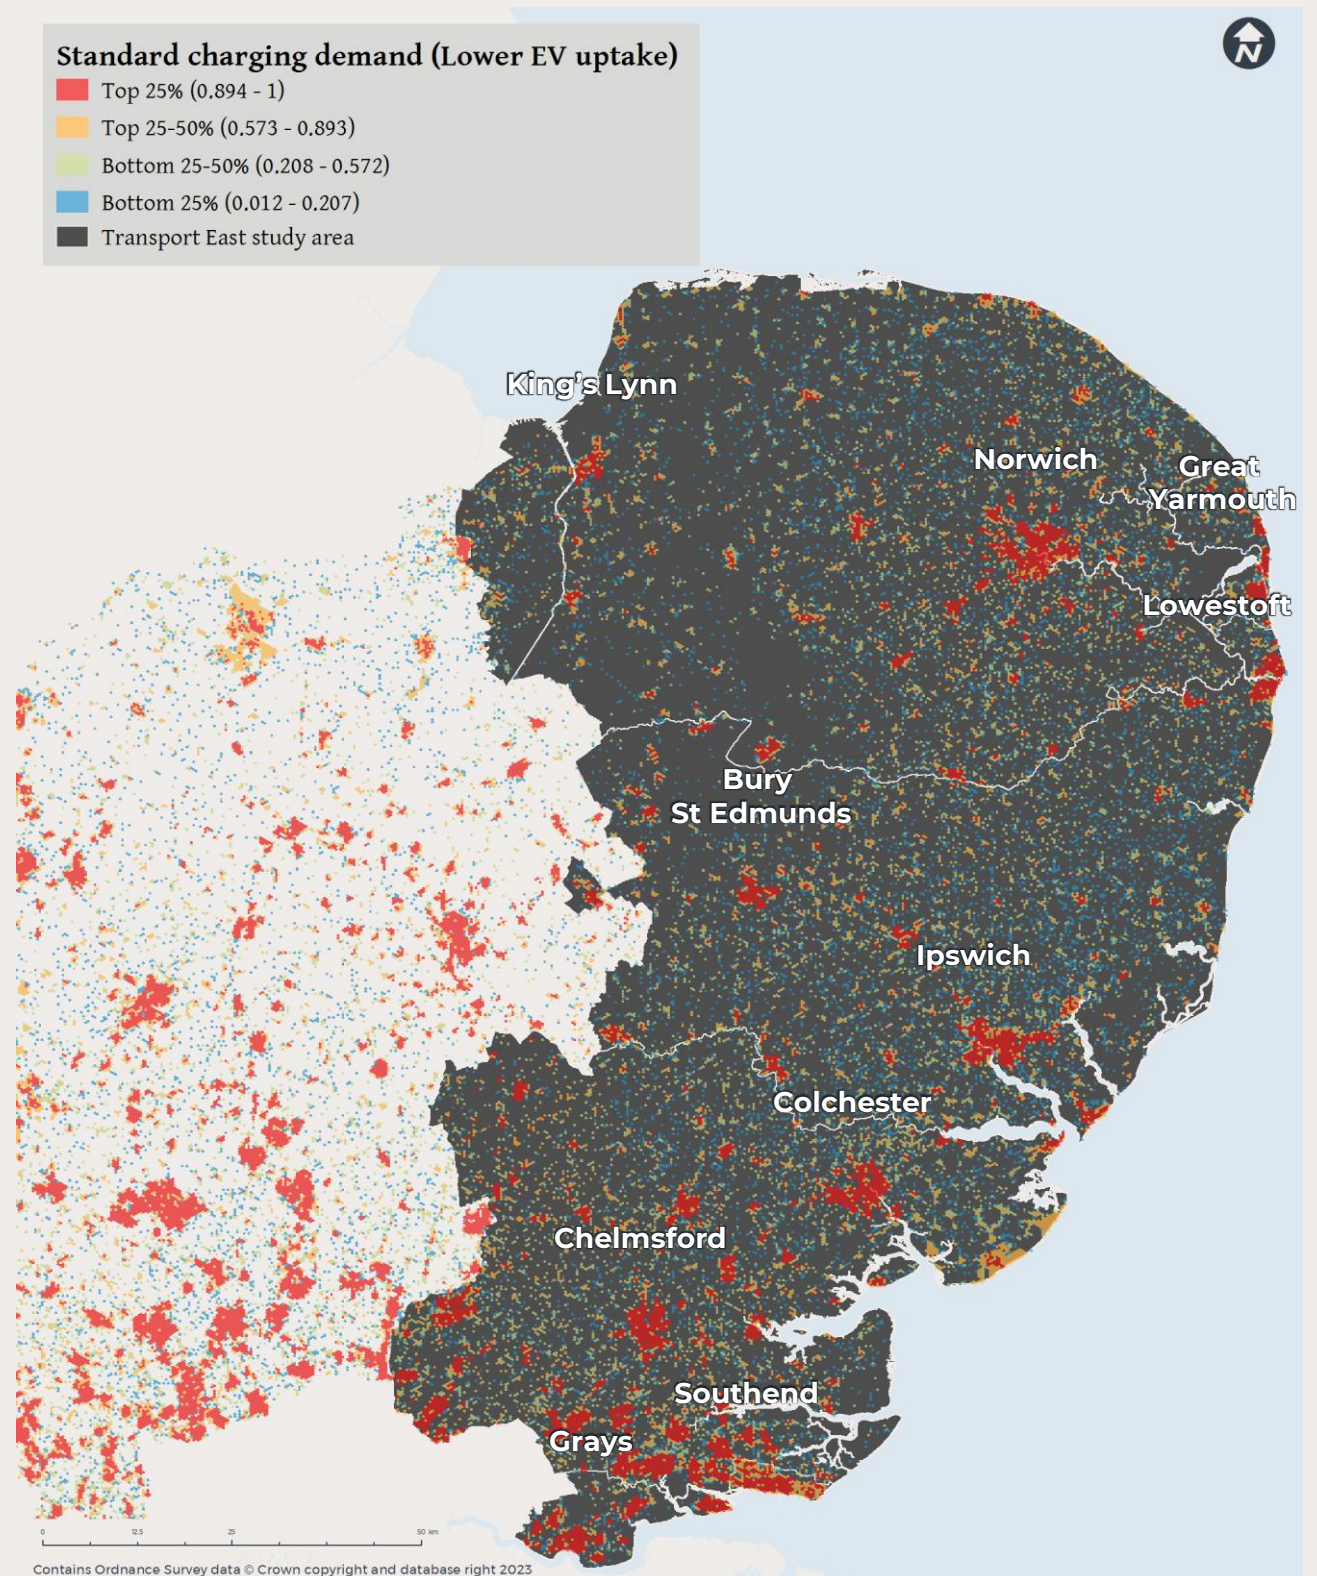 Standard charging demand (Lower EV uptake)
Top 25% (0.894 - 1)
Top 25-50% (0.573 - 0.893)
Bottom 25-50% (0.208 - 0.572)
Bottom 25% (0.012 - 0.207)
Transport East study area
N
King's Lynn
Norwich
Great
Yarmouth
Lowestoft
Bury
St Edmunds
Ipswich
Colchester
Chelmsford
Southend
Grays
0 12.5 25 50 km
Contains Ordnance Survey data © Crown copyright and database right 2023